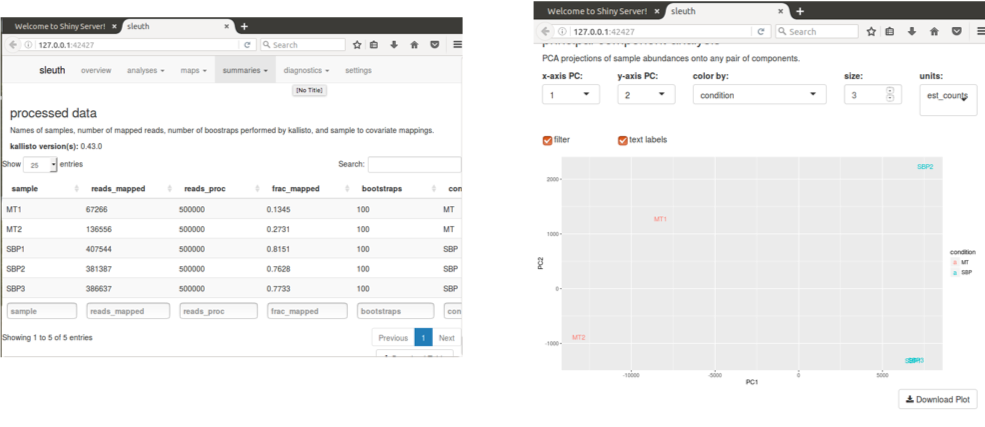 Welcome to Shiny Server! × sleuth ×
127.0.0.1:42427 Search
sleuth overview analyses maps summaries diagnostics settings
[No Title]
processed data
Names of samples, number of mapped reads, number of boostraps performed by kallisto, and sample to covariate mappings.
kallisto version(s): 0.43.0
Show 25 entries Search:
sample reads_mapped reads_proc frac_mapped bootstraps con
MT1 67266 500000 0.1345 100 MT
MT2 136556 500000 0.2731 100 MT
SBP1 407544 500000 0.8151 100 SBP
SBP2 381387 500000 0.7628 100 SBP
SBP3 386637 500000 0.7733 100 SBP
sample reads_mapped reads_proc frac_mapped bootstraps con
Showing 1 to 5 of 5 entries Previous 1 Next
Welcome to Shiny Server! × sleuth × +
127.0.0.1:42427 Search
principal component analysis
PCA projections of sample abundances onto any pair of components.
x-axis PC: y-axis PC: color by: size: units:
1 2 condition 3 est_counts
filter text labels
SBP2
2000
MT1
1000
condition
MT
SBP
PC2
0
MT2
-1000
-10000 -5000 0 5000
PC1
Download Plot